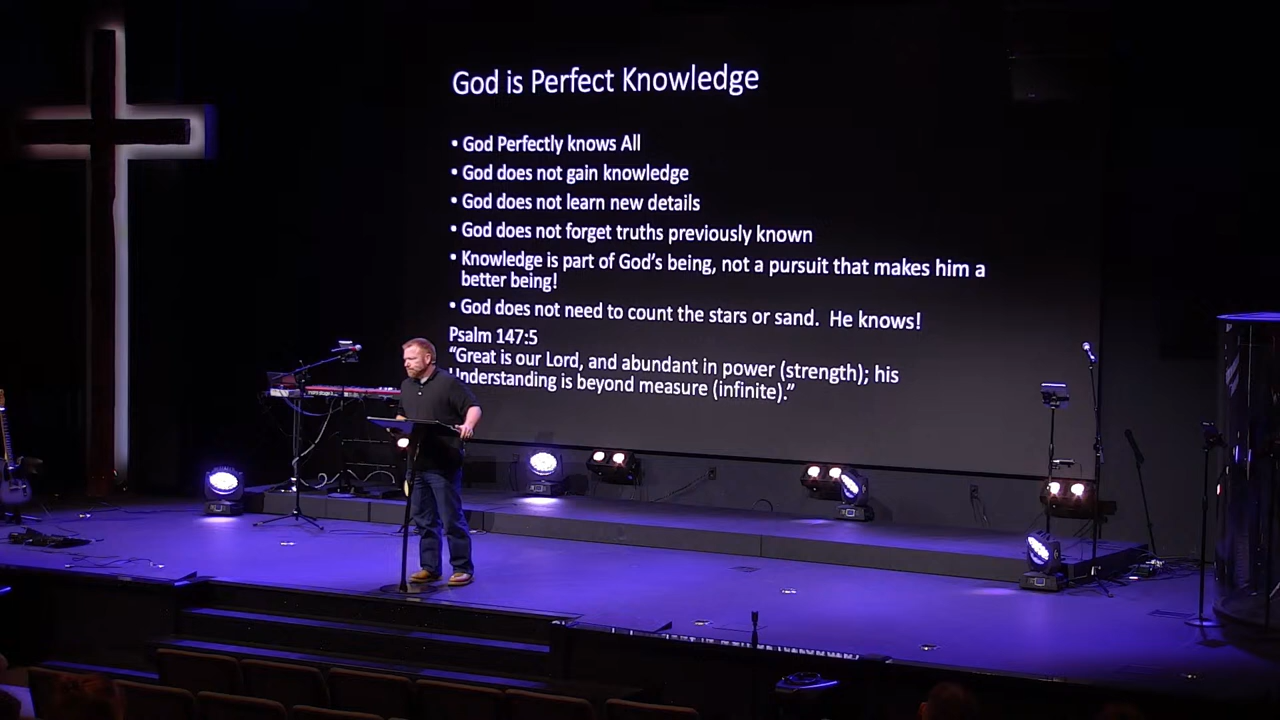 God is Perfect Knowledge
• God Perfectly knows All
• God does not gain knowledge
• God does not learn new details
• God does not forget truths previously known
• Knowledge is part of God's being, not a pursuit that makes him a
better being!
• God does not need to count the stars or sand.  He knows!
Psalm 147:5
“Great is our Lord, and abundant in power (strength); his
Understanding is beyond measure (infinite).”